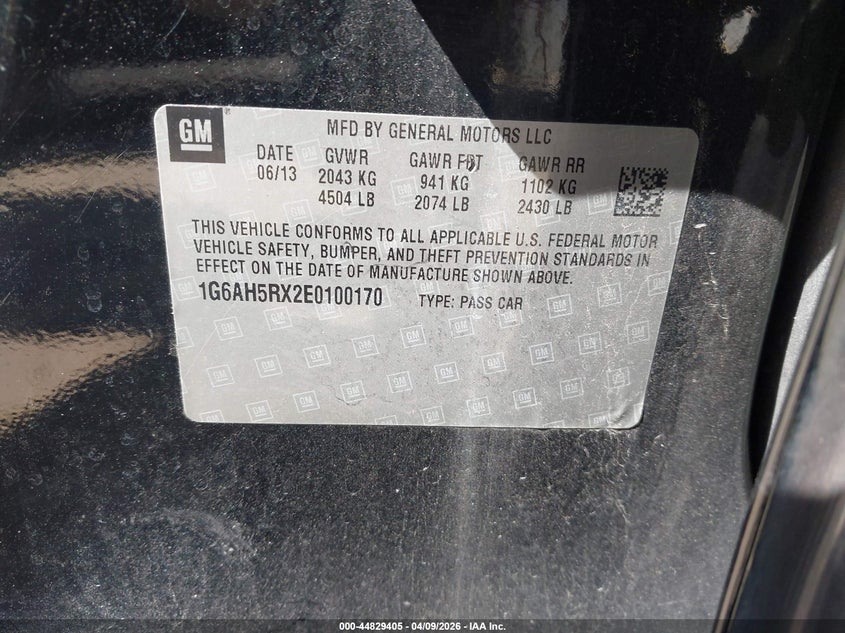 GM
MFD BY GENERAL MOTORS LLC
DATE GVWR GAWR FRT GAWR RR
06/13 2043 KG 941 KG 1102 KG
4504 LB 2074 LB 2430 LB
THIS VEHICLE CONFORMS TO ALL APPLICABLE U.S. FEDERAL MOTOR
VEHICLE SAFETY, BUMPER, AND THEFT PREVENTION STANDARDS IN
EFFECT ON THE DATE OF MANUFACTURE SHOWN ABOVE.
1G6AH5RX2E0100170 TYPE: PASS CAR
000-44829405 - 04/09/2026 - IAA Inc.